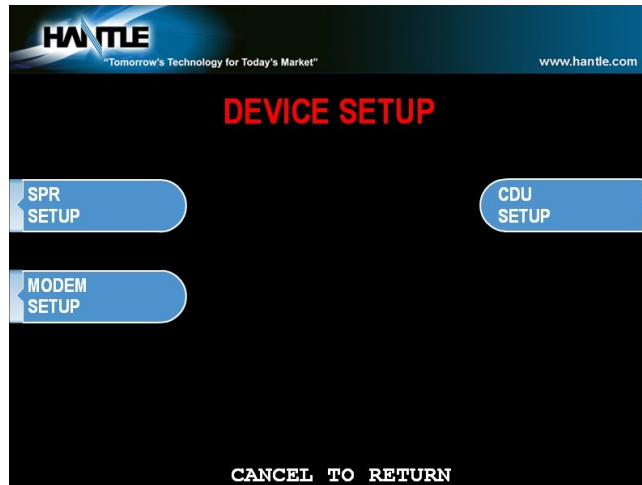 HANTLE
"Tomorrow's Technology for Today's Market"
www.hantle.com
DEVICE SETUP
SPR
SETUP
CDU
SETUP
MODEM
SETUP
CANCEL TO RETURN